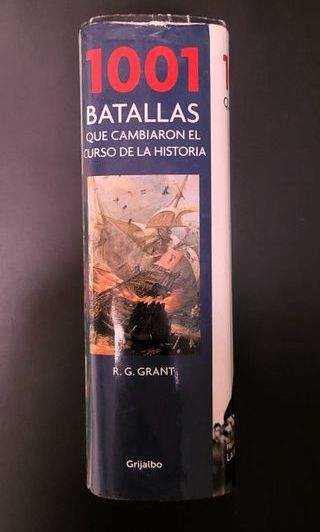 1001
BATALLAS
QUE CAMBIARON EL
CURSO DE LA HISTORIA
R. G. GRANT
Grijalbo